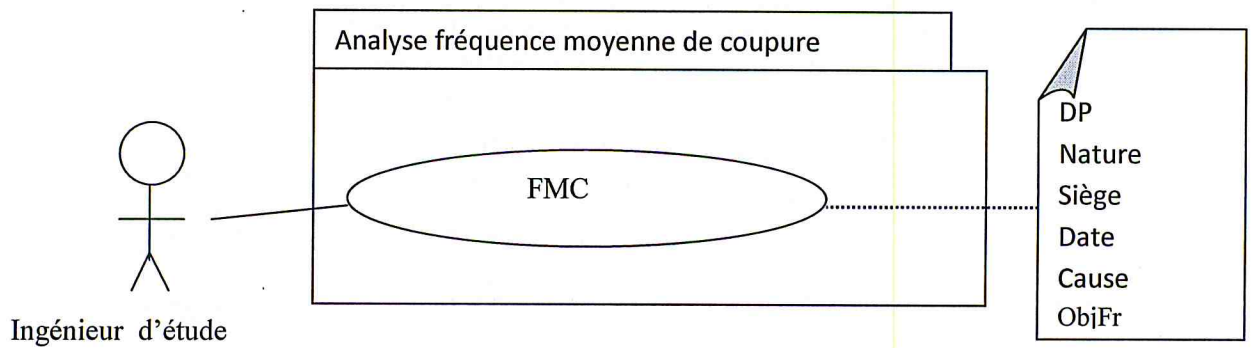 Analyse fréquence moyenne de coupure
FMC
DP
Nature
Siège
Date
Cause
ObjFr
Ingénieur d'étude